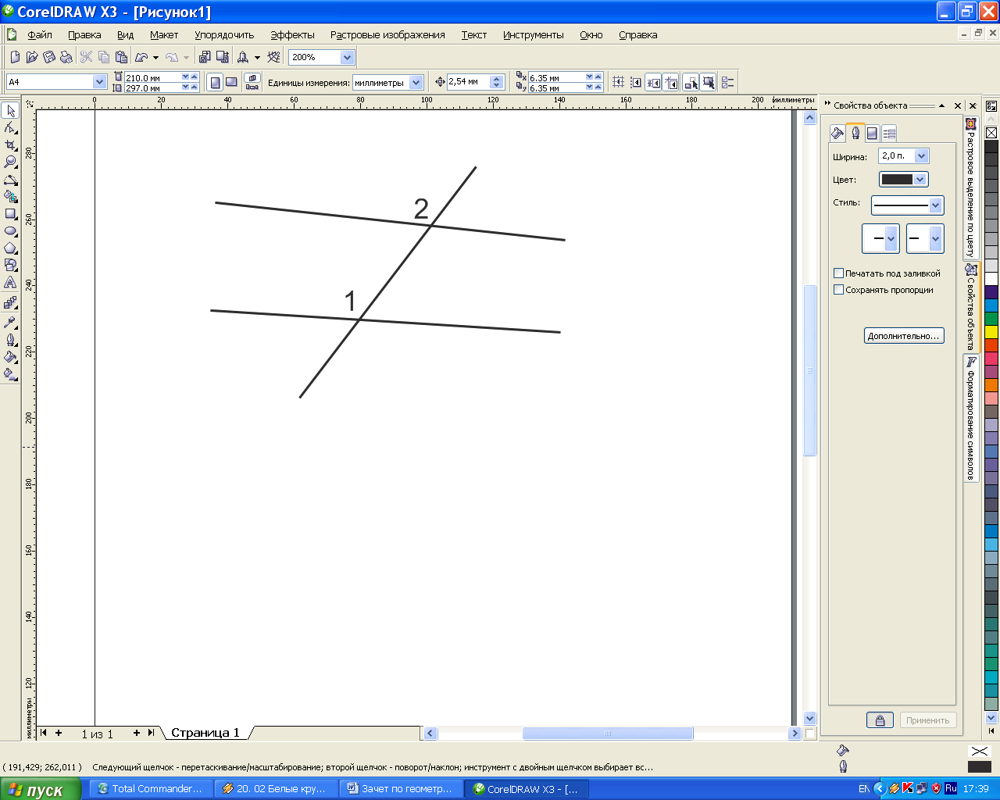 CorelDRAW X3 - [Рисунок1]
Файл Правка Вид Макет Упорядочить Эффекты Растровые изображения Текст Инструменты Окно Справка
200%
A4 210.0 мм 297.0 мм Единицы измерения: миллиметры 2,54 мм 6.35 мм 6.35 мм
0 20 40 60 80 100 120 140 160 180 200 миллиметры
280
260
240
220
200
180
160
140
120
миллиметры
2
1
Свойства объекта
Ширина: 2,0 п.
Цвет:
Стиль:
Печатать под заливкой
Сохранять пропорции
Дополнительно...
Применить
Растровое выделение по цвету
Свойства объекта
Форматирование символов
1 из 1 Страница 1
( 191,429; 262,011 ) Следующий щелчок - перетаскивание/масштабирование; второй щелчок - поворот/наклон; инструмент с двойным щелчком выбирает вс...
пуск Total Commander... 20. 02 Белые кру... Зачет по геометр... CorelDRAW X3 - [... EN Ru 17:39